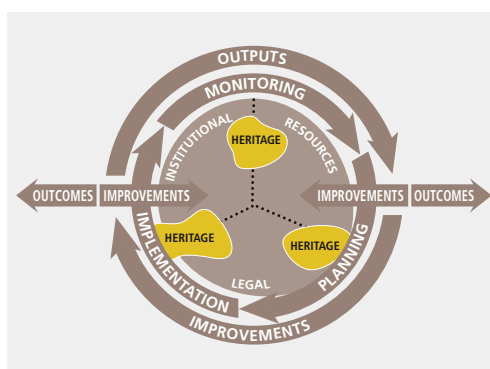 OUTPUTS
MONITORING
INSTITUTIONAL
RESOURCES
HERITAGE
OUTCOMES
IMPROVEMENTS
IMPROVEMENTS
OUTCOMES
HERITAGE
HERITAGE
IMPLEMENTATION
PLANNING
LEGAL
IMPROVEMENTS